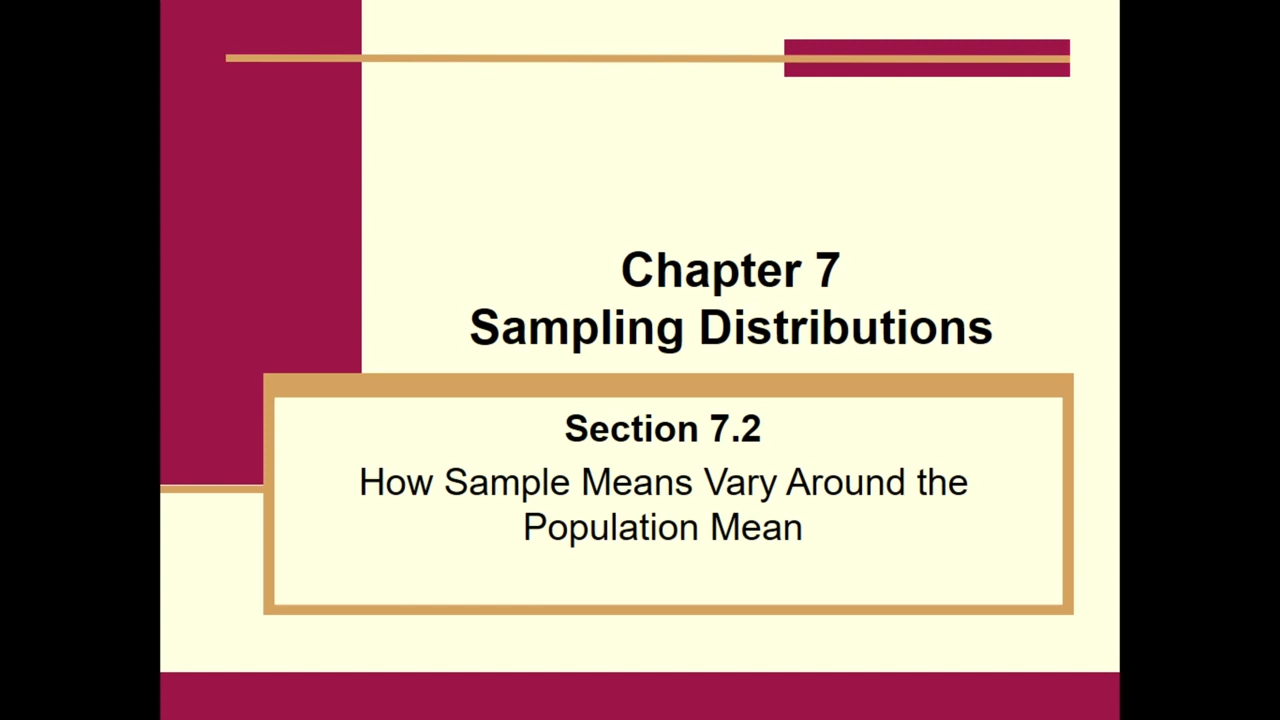 Chapter 7
Sampling Distributions
Section 7.2
How Sample Means Vary Around the
Population Mean